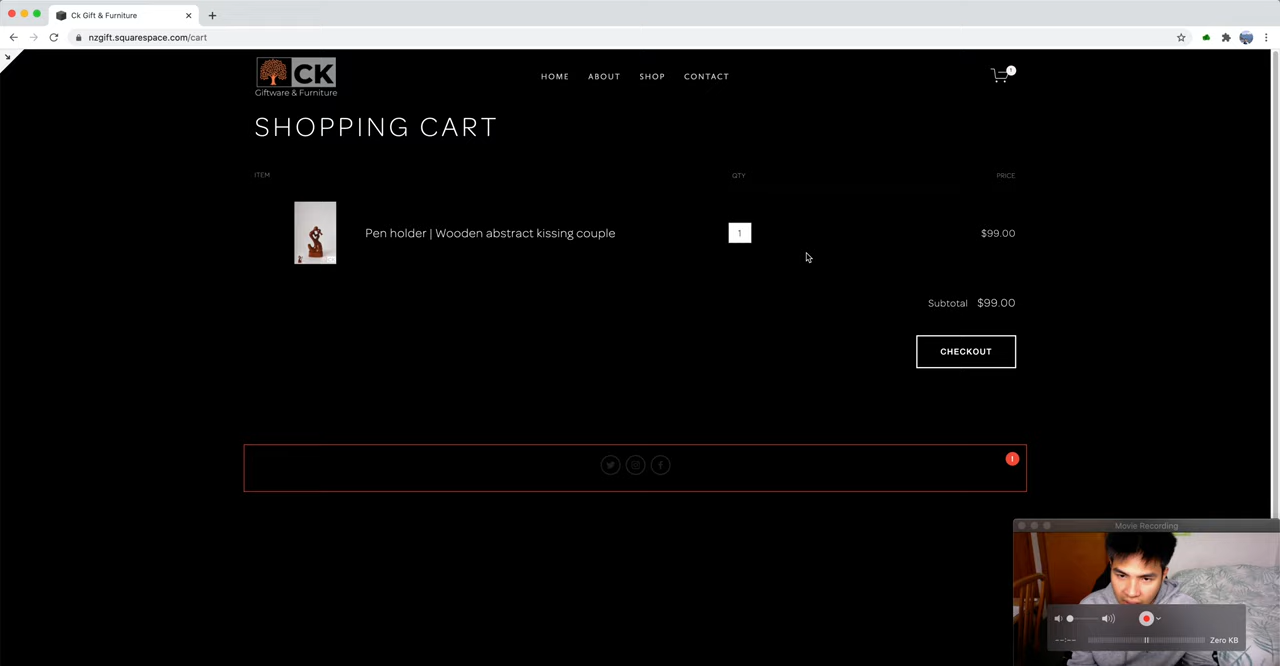 Ck Gift & Furniture
nzgift.squarespace.com/cart
CK
Giftware & Furniture
HOME ABOUT SHOP CONTACT
1
SHOPPING CART
ITEM QTY PRICE
Pen holder | Wooden abstract kissing couple 1 $99.00
Subtotal $99.00
CHECKOUT
!
Movie Recording
--:-- Zero KB